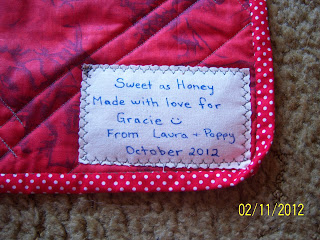 Sweet as Honey
Made with love for
Gracie ☺
From Laura + Poppy
October 2012
02/11/2012